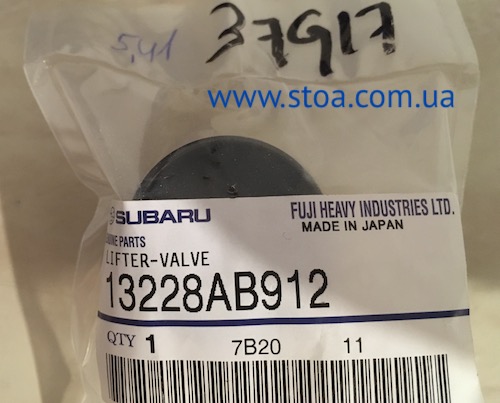 5,41 37917
www.stoa.com.ua
SUBARU FUJI HEAVY INDUSTRIES LTD.
PARTS MADE IN JAPAN
LIFTER-VALVE
13228AB912
QTY 1 7B20 11